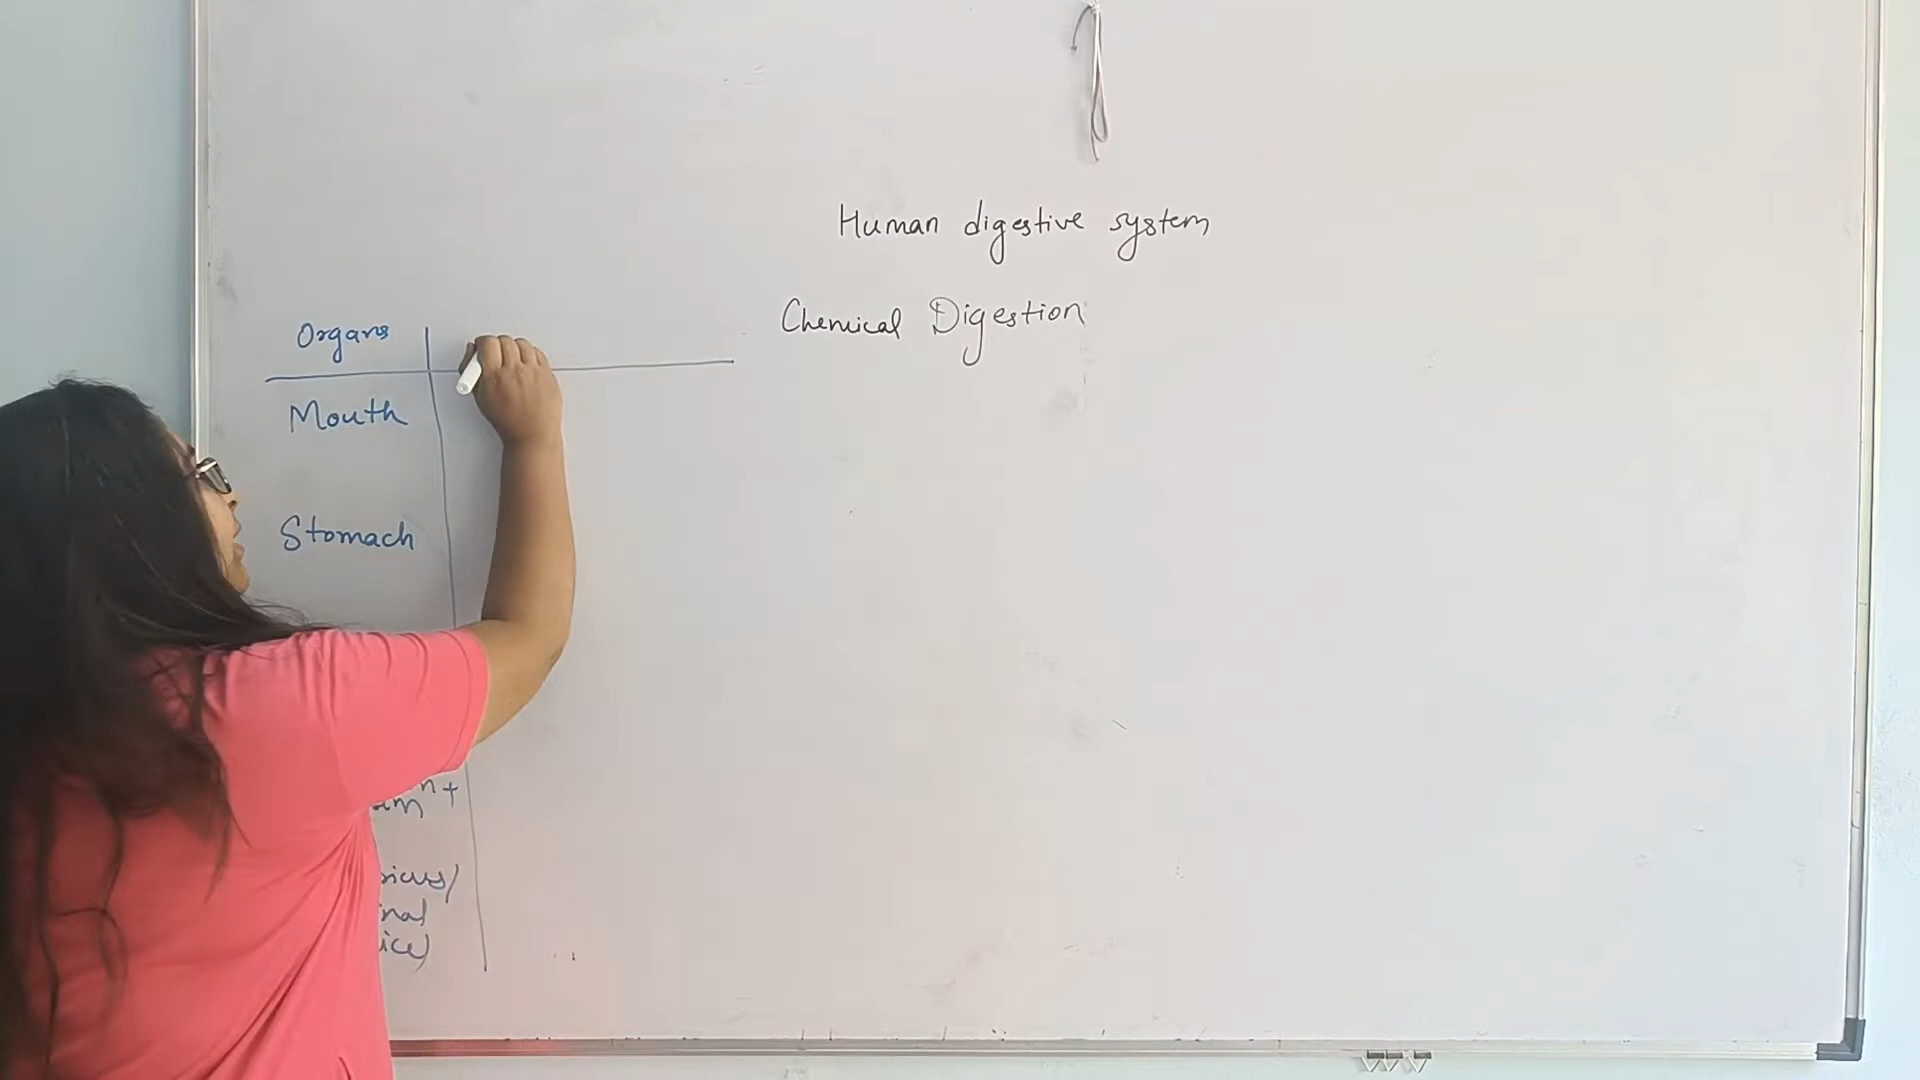 Human digestive system
Chemical Digestion
Organs
Mouth
Stomach